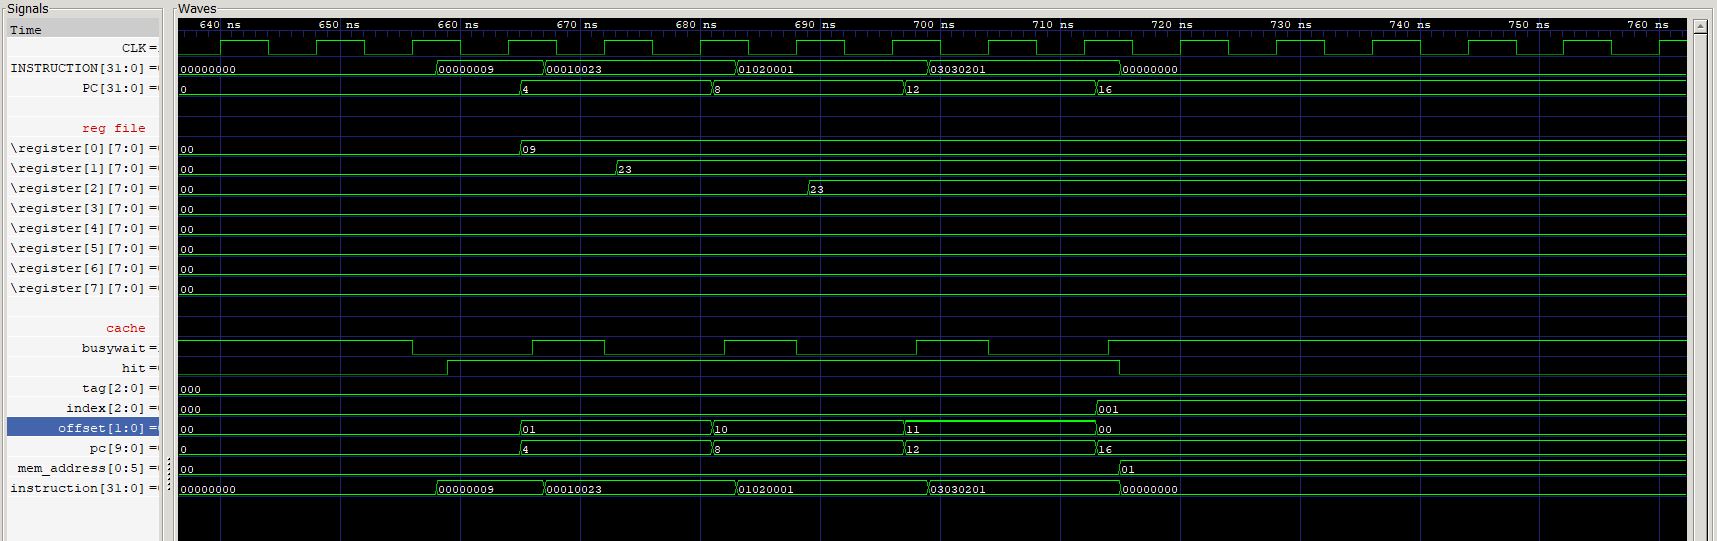 Signals Waves
Time 640 ns 650 ns 660 ns 670 ns 680 ns 690 ns 700 ns 710 ns 720 ns 730 ns 740 ns 750 ns 760 ns
CLK =
INSTRUCTION[31:0] = 00000000 00000009 00010023 01020001 03030201 00000000
PC[31:0] = 0 4 8 12 16
reg file
\register[0][7:0] = 00 09
\register[1][7:0] = 00 23
\register[2][7:0] = 00 23
\register[3][7:0] = 00
\register[4][7:0] = 00
\register[5][7:0] = 00
\register[6][7:0] = 00
\register[7][7:0] = 00
cache
busywait =
hit =
tag[2:0] = 000
index[2:0] = 000 001
offset[1:0] = 00 01 10 11 00
pc[9:0] = 0 4 8 12 16
mem_address[0:5] = 00 01
instruction[31:0] = 00000000 00000009 00010023 01020001 03030201 00000000